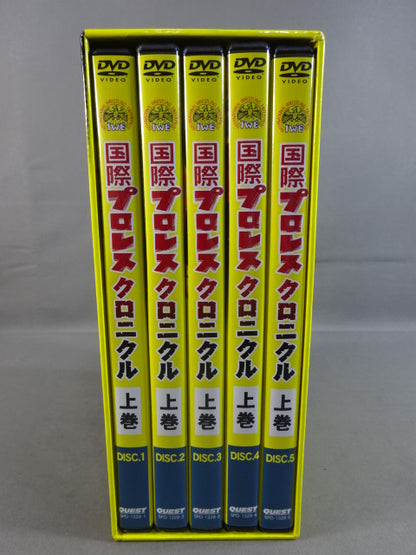 DVD
VIDEO
IWE
国際プロレス クロニクル
上巻
DISC.1
QUEST
SPD-1328-1
DVD
VIDEO
IWE
国際プロレス クロニクル
上巻
DISC.2
QUEST
DVD
VIDEO
IWE
国際プロレス クロニクル
上巻
DISC.3
QUEST
DVD
VIDEO
IWE
国際プロレス クロニクル
上巻
DISC.4
QUEST
DVD
VIDEO
IWE
国際プロレス クロニクル
上巻
DISC.5
QUEST